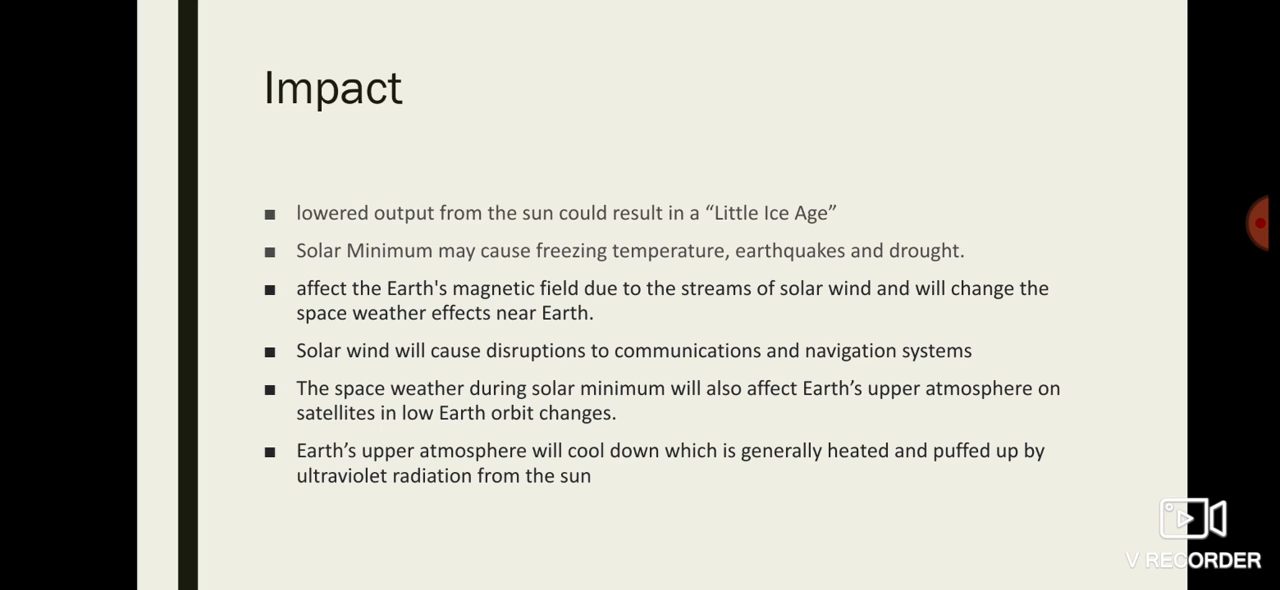 Impact
■ lowered output from the sun could result in a “Little Ice Age”
■ Solar Minimum may cause freezing temperature, earthquakes and drought.
■ affect the Earth's magnetic field due to the streams of solar wind and will change the
space weather effects near Earth.
■ Solar wind will cause disruptions to communications and navigation systems
■ The space weather during solar minimum will also affect Earth’s upper atmosphere on
satellites in low Earth orbit changes.
■ Earth’s upper atmosphere will cool down which is generally heated and puffed up by
ultraviolet radiation from the sun
V RECORDER